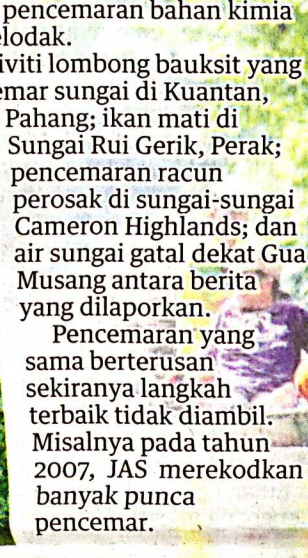 pencemaran bahan kimia
elodak.
iviti lombong bauksit yang
emar sungai di Kuantan,
Pahang; ikan mati di
Sungai Rui Gerik, Perak;
pencemaran racun
perosak di sungai-sungai
Cameron Highlands; dan
air sungai gatal dekat Gua
Musang antara berita
yang dilaporkan.
Pencemaran yang
sama berterusan
sekiranya langkah
terbaik tidak diambil.
Misalnya pada tahun
2007, JAS merekodkan
banyak punca
pencemar.